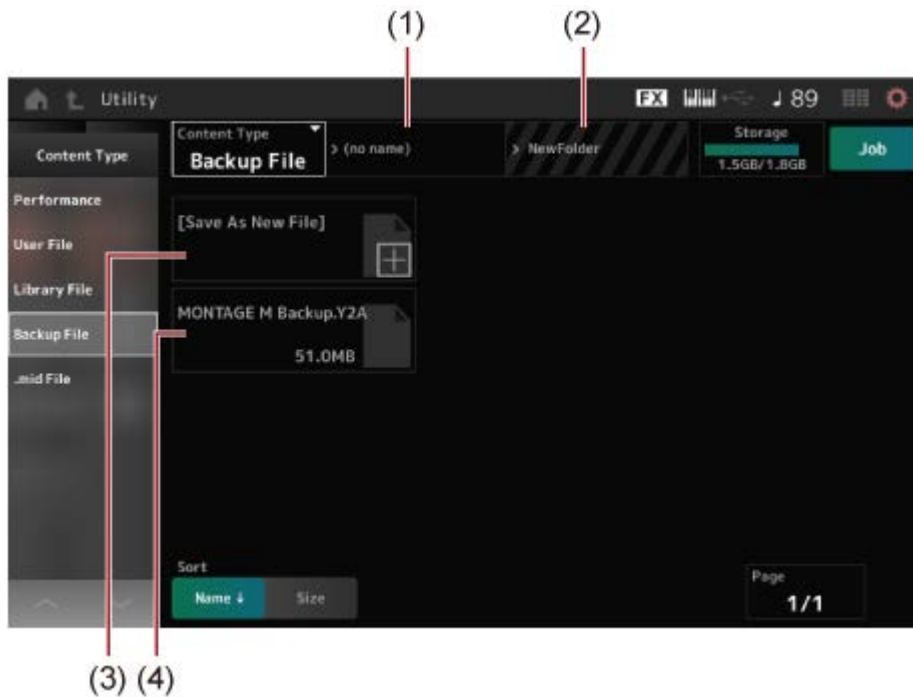 (1) (2)
Utility FX 89
Content Type
Content Type
Backup File
> (no name)
> NewFolder
Storage
1.5GB/1.8GB
Job
Performance
User File
Library File
Backup File
.mid File
[Save As New File]
MONTAGE M Backup.Y2A
51.0MB
Sort
Name ↓ Size
Page
1/1
(3) (4)